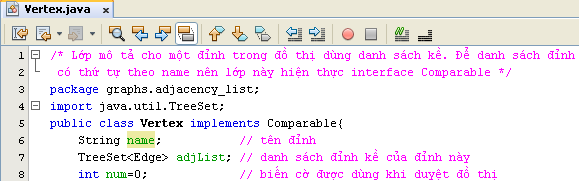 Vertex.java
1 /* Lớp mô tả cho một đỉnh trong đồ thị dùng danh sách kề. Để danh sách đỉnh
2 có thứ tự theo name nên lớp này hiện thực interface Comparable */
3 package graphs.adjacency_list;
4 import java.util.TreeSet;
5 public class Vertex implements Comparable{
6 String name; // tên đỉnh
7 TreeSet<Edge> adjList; // danh sách đỉnh kề của đỉnh này
8 int num=0; // biến cờ được dùng khi duyệt đồ thị